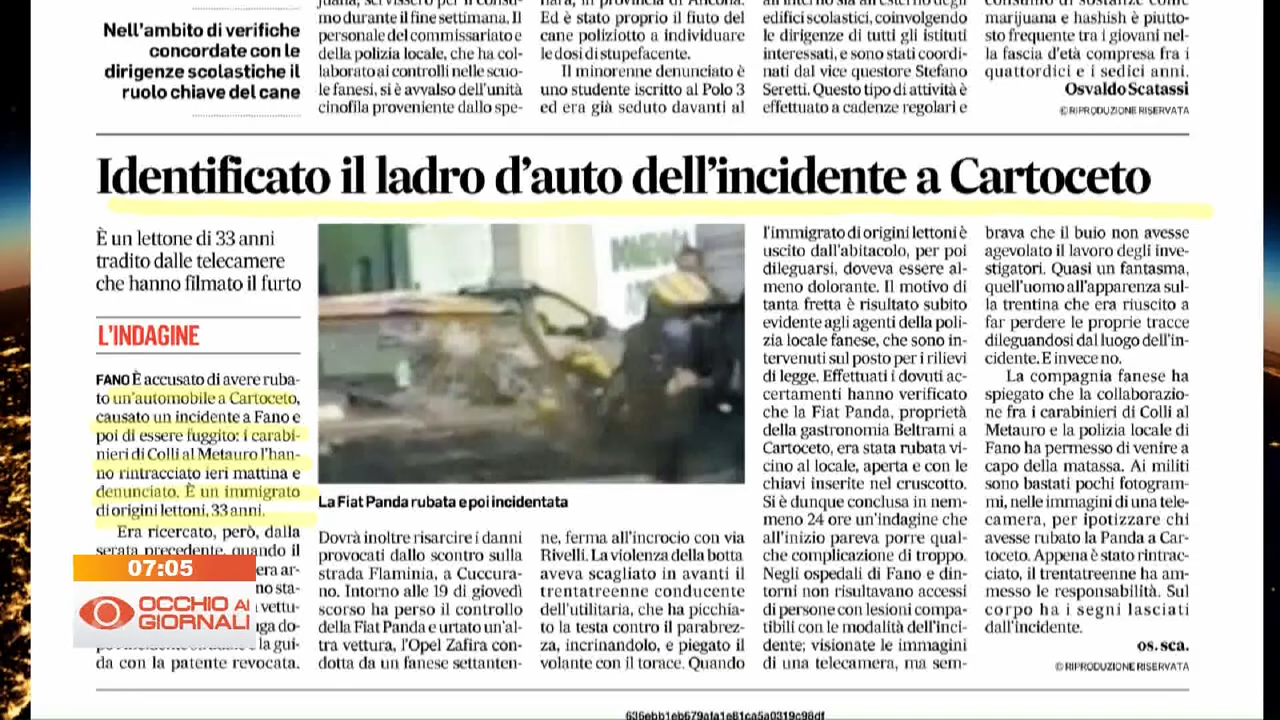 Nell'ambito di verifiche
concordate con le
dirigenze scolastiche il
ruolo chiave del cane
mo durante il fine settimana. Il
personale del commissariato e
della polizia locale, che ha col-
laborato ai controlli nelle scuo-
le fanesi, si è avvalso dell'unità
cinofila proveniente dallo spe-
Ed è stato proprio il fiuto del
cane poliziotto a individuare
le dosi di stupefacente.
Il minorenne denunciato è
uno studente iscritto al Polo 3
ed era già seduto davanti al
edifici scolastici, coinvolgendo
le dirigenze di tutti gli istituti
interessati, e sono stati coordi-
nati dal vice questore Stefano
Seretti. Questo tipo di attività è
effettuato a cadenze regolari e
marijuana e hashish è piutto-
sto frequente tra i giovani nel-
la fascia d'età compresa fra i
quattordici e i sedici anni.
Osvaldo Scatassi
© RIPRODUZIONE RISERVATA
Identificato il ladro d'auto dell'incidente a Cartoceto
È un lettone di 33 anni
tradito dalle telecamere
che hanno filmato il furto
L'INDAGINE
FANO È accusato di avere ruba-
to un'automobile a Cartoceto,
causato un incidente a Fano e
poi di essere fuggito: i carabi-
nieri di Colli al Metauro l'han-
no rintracciato ieri mattina e
denunciato. È un immigrato
di origini lettoni, 33 anni.
Era ricercato, però, dalla
serata precedente, quando il
era ar-
no sta-
vettu-
ga do-
la gui-
da con la patente revocata.
La Fiat Panda rubata e poi incidentata
Dovrà inoltre risarcire i danni
provocati dallo scontro sulla
strada Flaminia, a Cuccura-
no. Intorno alle 19 di giovedì
scorso ha perso il controllo
della Fiat Panda e urtato un'al-
tra vettura, l'Opel Zafira con-
dotta da un fanese settanten-
ne, ferma all'incrocio con via
Rivelli. La violenza della botta
aveva scagliato in avanti il
trentatreenne conducente
dell'utilitaria, che ha picchia-
to la testa contro il parabrez-
za, incrinandolo, e piegato il
volante con il torace. Quando
l'immigrato di origini lettoni è
uscito dall'abitacolo, per poi
dileguarsi, doveva essere al-
meno dolorante. Il motivo di
tanta fretta è risultato subito
evidente agli agenti della poli-
zia locale fanese, che sono in-
tervenuti sul posto per i rilievi
di legge. Effettuati i dovuti ac-
certamenti hanno verificato
che la Fiat Panda, proprietà
della gastronomia Beltrami a
Cartoceto, era stata rubata vi-
cino al locale, aperta e con le
chiavi inserite nel cruscotto.
Si è dunque conclusa in nem-
meno 24 ore un'indagine che
all'inizio pareva porre qual-
che complicazione di troppo.
Negli ospedali di Fano e din-
torni non risultavano accessi
di persone con lesioni compa-
tibili con le modalità dell'inci-
dente; visionate le immagini
di una telecamera, ma sem-
brava che il buio non avesse
agevolato il lavoro degli inve-
stigatori. Quasi un fantasma,
quell'uomo all'apparenza sul-
la trentina che era riuscito a
far perdere le proprie tracce
dileguandosi dal luogo dell'in-
cidente. E invece no.
La compagnia fanese ha
spiegato che la collaborazio-
ne fra i carabinieri di Colli al
Metauro e la polizia locale di
Fano ha permesso di venire a
capo della matassa. Ai militi
sono bastati pochi fotogram-
mi, nelle immagini di una tele-
camera, per ipotizzare chi
avesse rubato la Panda a Car-
toceto. Appena è stato rintrac-
ciato, il trentatreenne ha am-
messo le responsabilità. Sul
corpo ha i segni lasciati
dall'incidente.
os. sca.
© RIPRODUZIONE RISERVATA
07:05
OCCHIO AI
GIORNALI